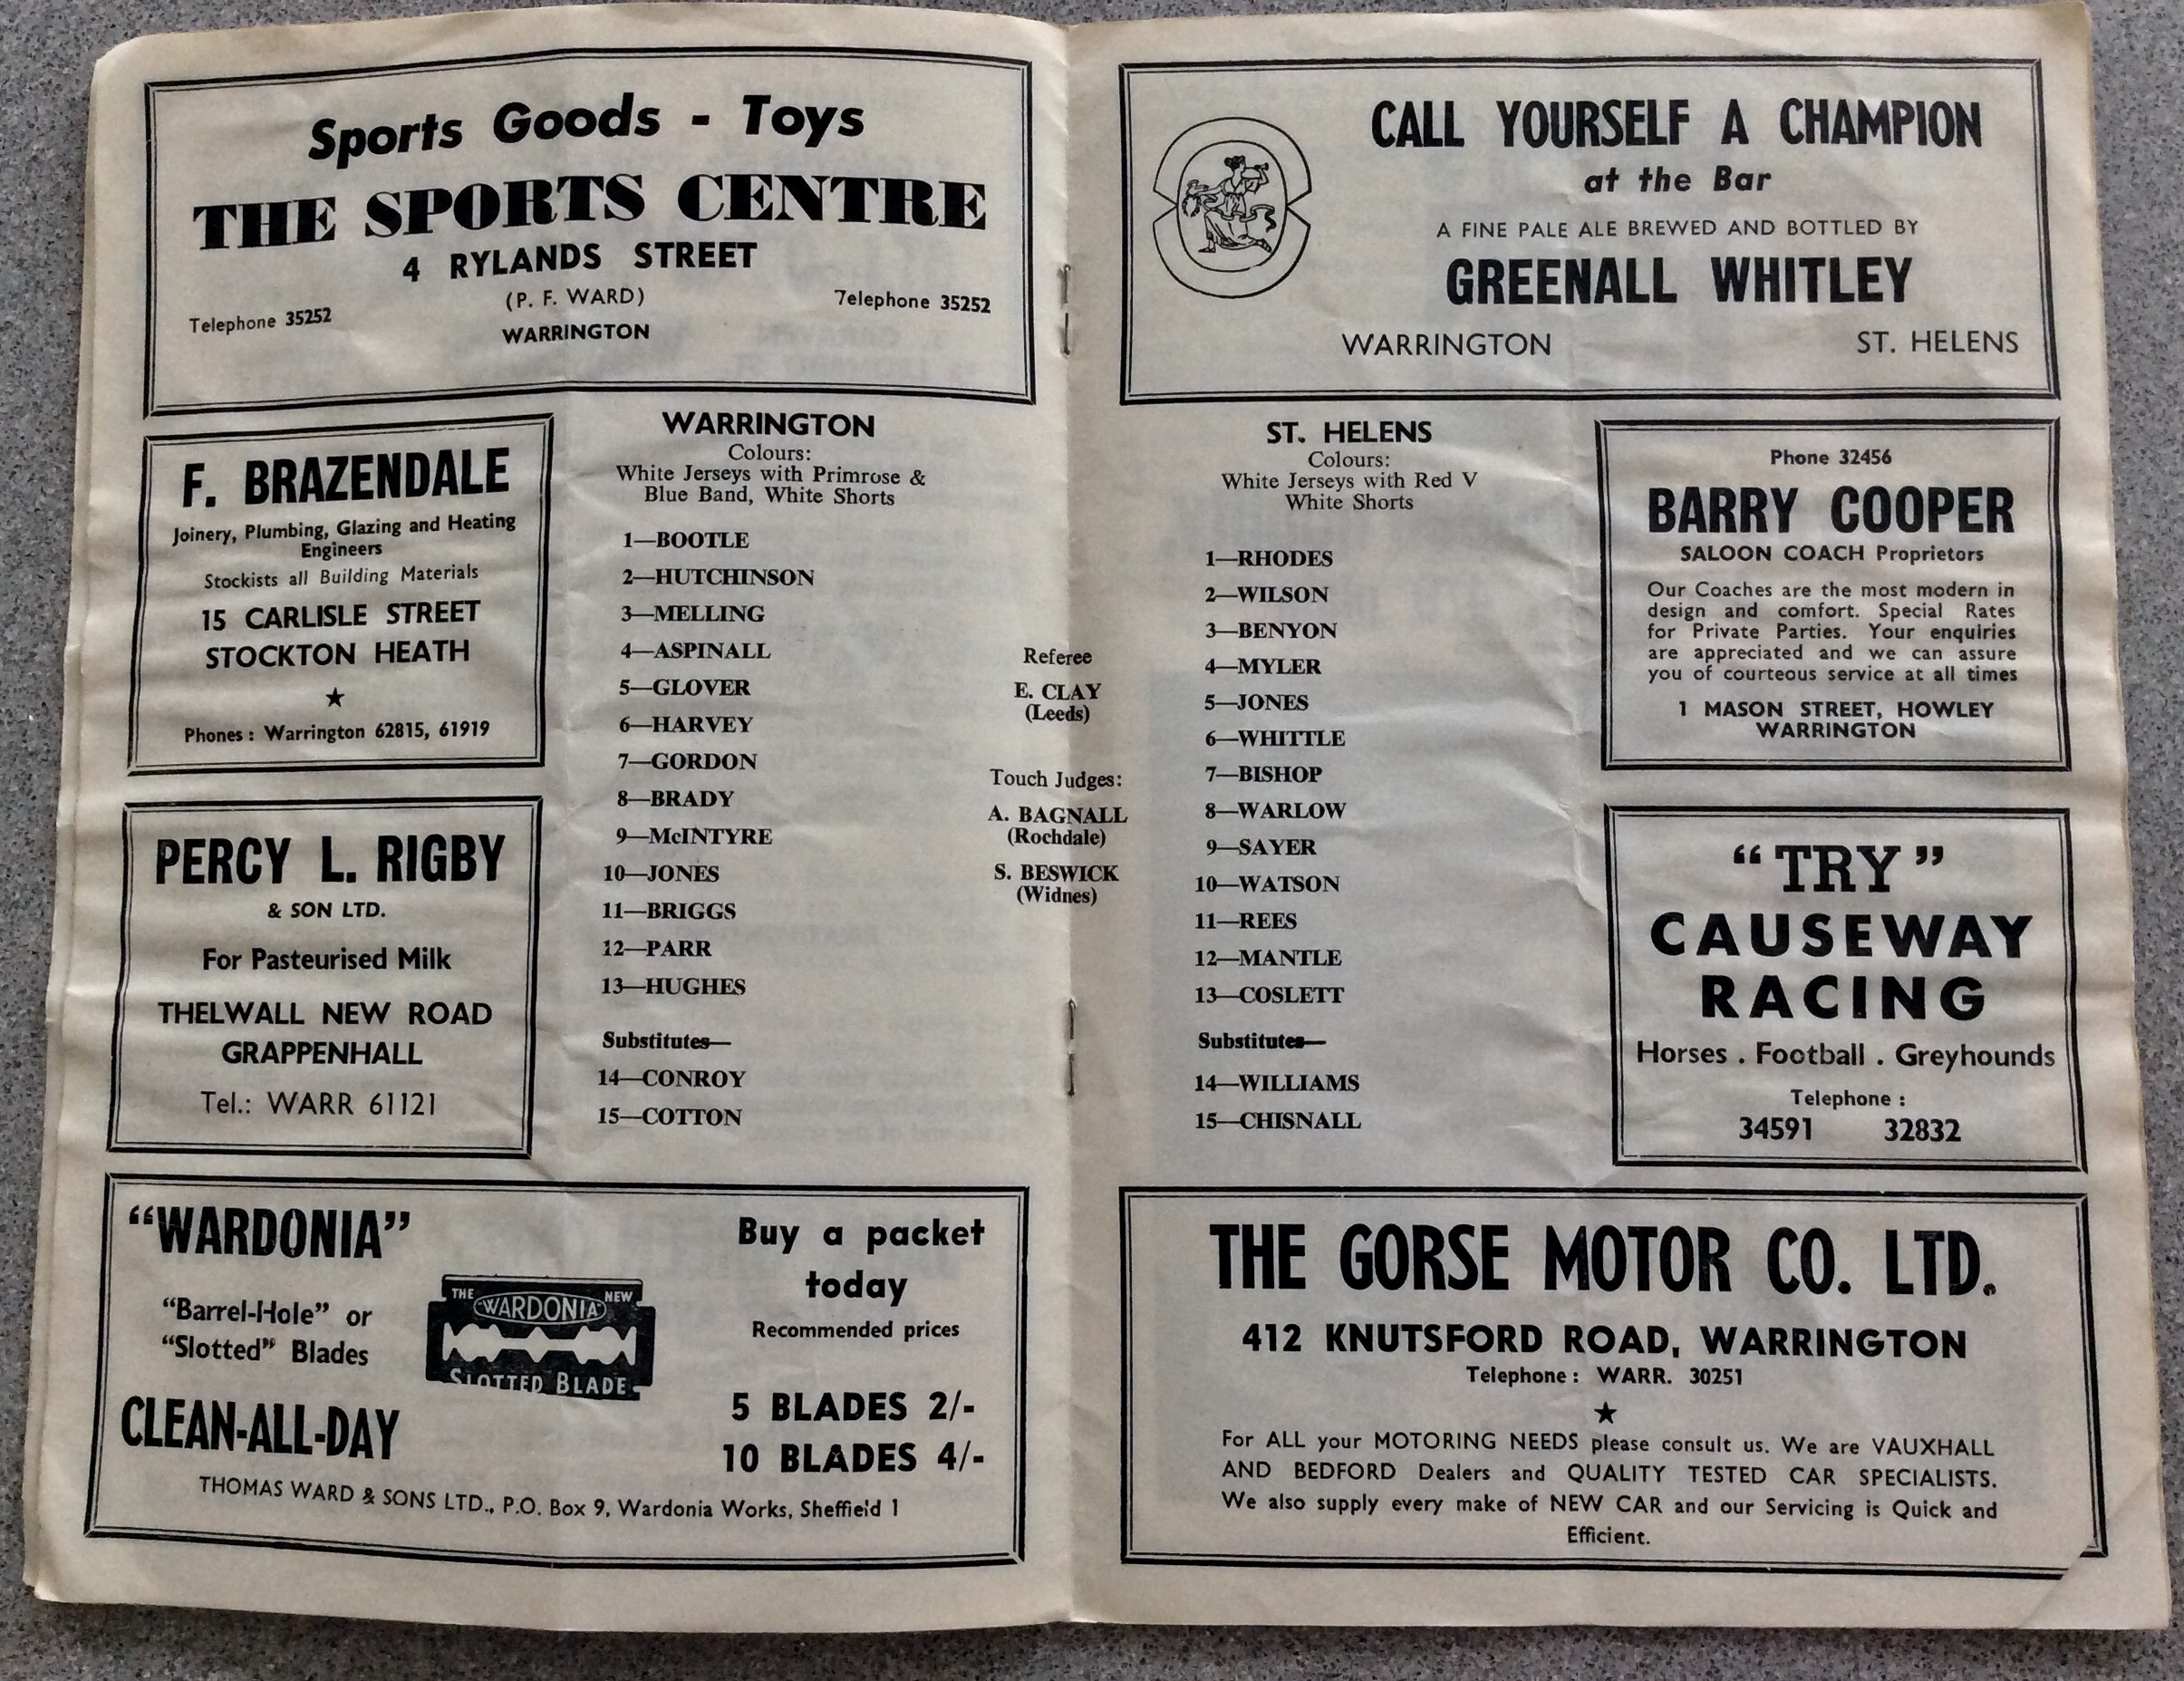 Sports Goods - Toys
THE SPORTS CENTRE
4 RYLANDS STREET
(P. F. WARD)
Telephone 35252
7elephone 35252
WARRINGTON
F. BRAZENDALE
Joinery, Plumbing, Glazing and Heating
Engineers
Stockists all Building Materials
15 CARLISLE STREET
STOCKTON HEATH
★
Phones : Warrington 62815, 61919
PERCY L. RIGBY
& SON LTD.
For Pasteurised Milk
THELWALL NEW ROAD
GRAPPENHALL
Tel.: WARR 61121
WARRINGTON
Colours:
White Jerseys with Primrose &
Blue Band, White Shorts
1—BOOTLE
2—HUTCHINSON
3—MELLING
4—ASPINALL
5—GLOVER
6—HARVEY
7—GORDON
8—BRADY
9—McINTYRE
10—JONES
11—BRIGGS
12—PARR
13—HUGHES
Substitutes—
14—CONROY
15—COTTON
Referee
E. CLAY
(Leeds)
Touch Judges:
A. BAGNALL
(Rochdale)
S. BESWICK
(Widnes)
"WARDONIA"
"Barrel-Hole" or
"Slotted" Blades
CLEAN-ALL-DAY
THE WARDONIA NEW
SLOTTED BLADE
Buy a packet
today
Recommended prices
5 BLADES 2/-
10 BLADES 4/-
THOMAS WARD & SONS LTD., P.O. Box 9, Wardonia Works, Sheffield 1
CALL YOURSELF A CHAMPION
at the Bar
A FINE PALE ALE BREWED AND BOTTLED BY
GREENALL WHITLEY
WARRINGTON ST. HELENS
ST. HELENS
Colours:
White Jerseys with Red V
White Shorts
1—RHODES
2—WILSON
3—BENYON
4—MYLER
5—JONES
6—WHITTLE
7—BISHOP
8—WARLOW
9—SAYER
10—WATSON
11—REES
12—MANTLE
13—COSLETT
Substitutes—
14—WILLIAMS
15—CHISNALL
Phone 32456
BARRY COOPER
SALOON COACH Proprietors
Our Coaches are the most modern in
design and comfort. Special Rates
for Private Parties. Your enquiries
are appreciated and we can assure
you of courteous service at all times
1 MASON STREET, HOWLEY
WARRINGTON
"TRY"
CAUSEWAY
RACING
Horses . Football . Greyhounds
Telephone :
34591 32832
THE GORSE MOTOR CO. LTD.
412 KNUTSFORD ROAD, WARRINGTON
Telephone : WARR. 30251
★
For ALL your MOTORING NEEDS please consult us. We are VAUXHALL
AND BEDFORD Dealers and QUALITY TESTED CAR SPECIALISTS.
We also supply every make of NEW CAR and our Servicing is Quick and
Efficient.